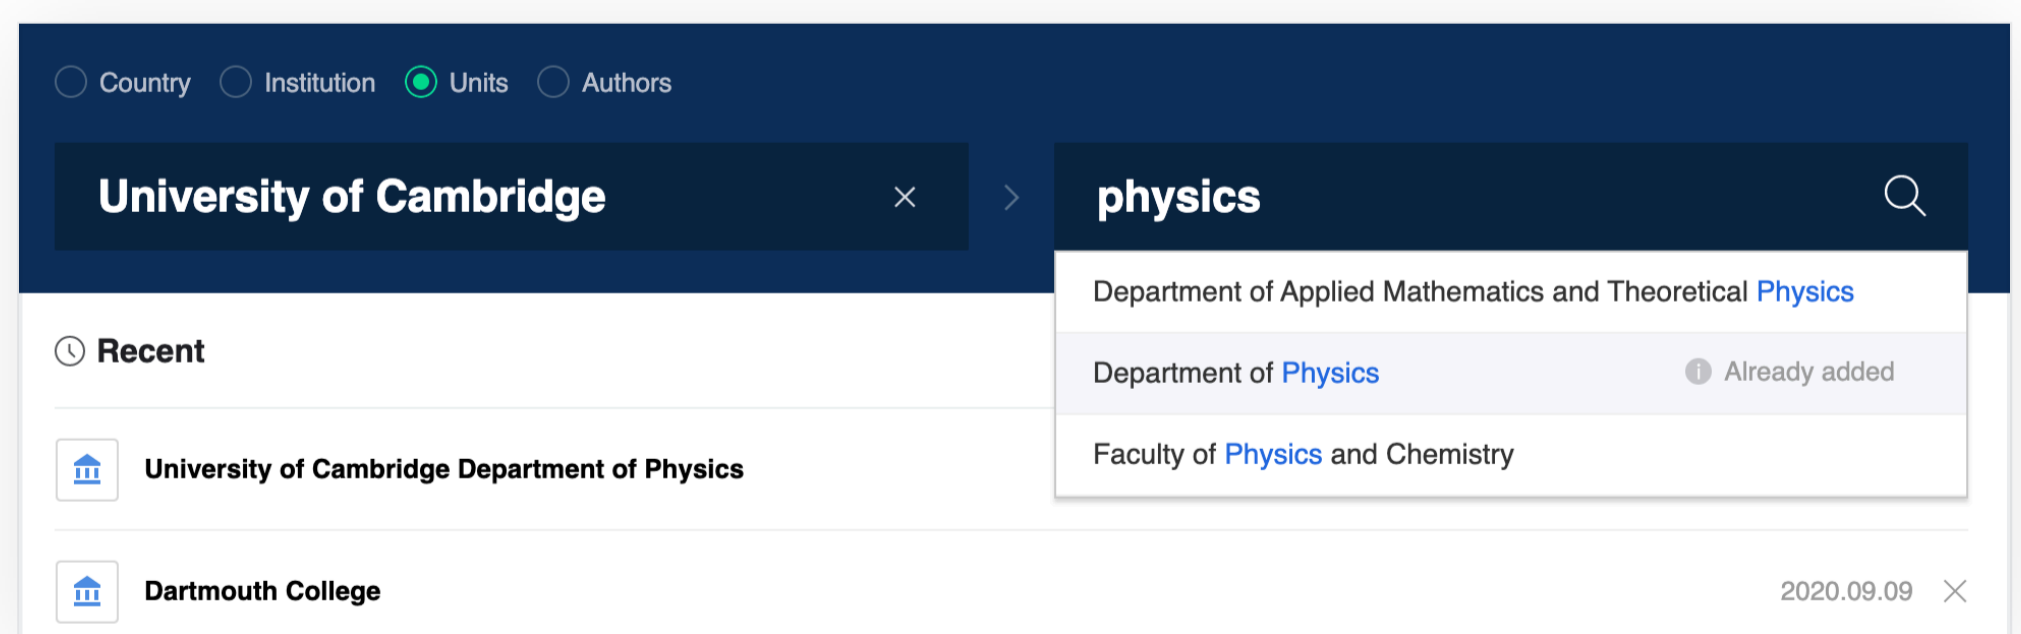 Country Institution Units Authors
University of Cambridge
physics
Department of Applied Mathematics and Theoretical Physics
Department of Physics Already added
Faculty of Physics and Chemistry
Recent
University of Cambridge Department of Physics
Dartmouth College 2020.09.09